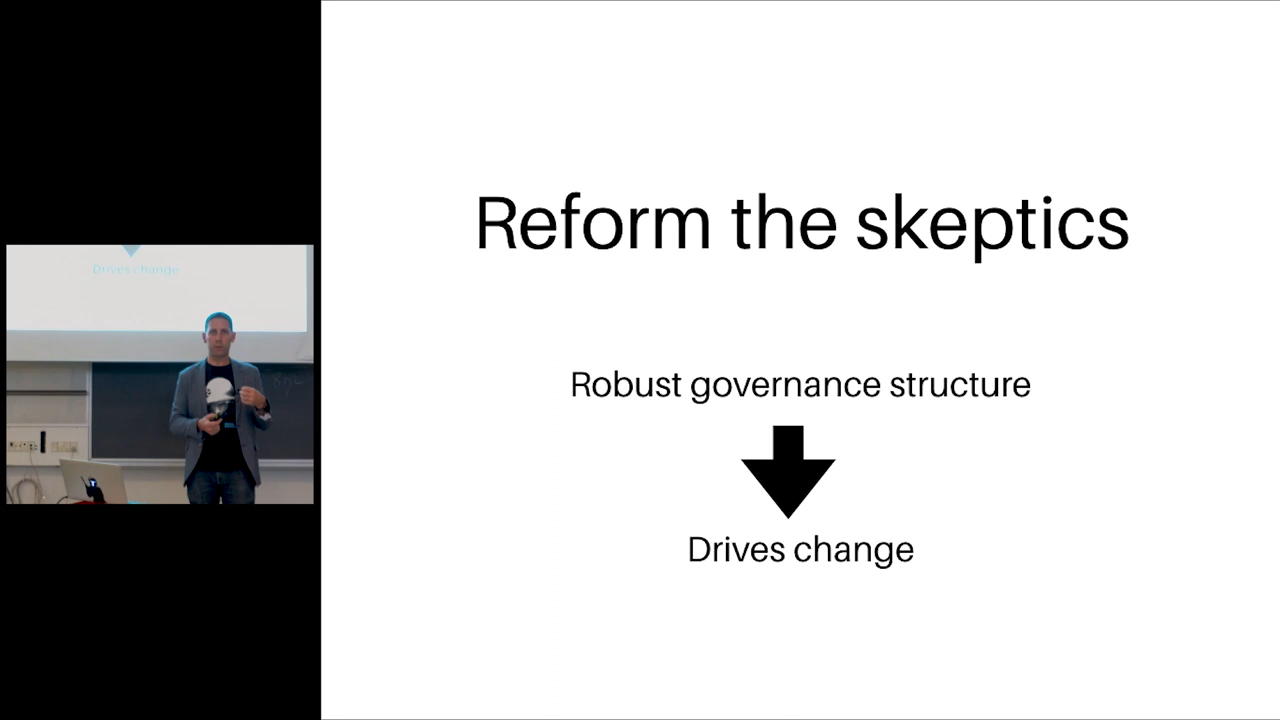 Reform the skeptics
Robust governance structure
Drives change
Drives change